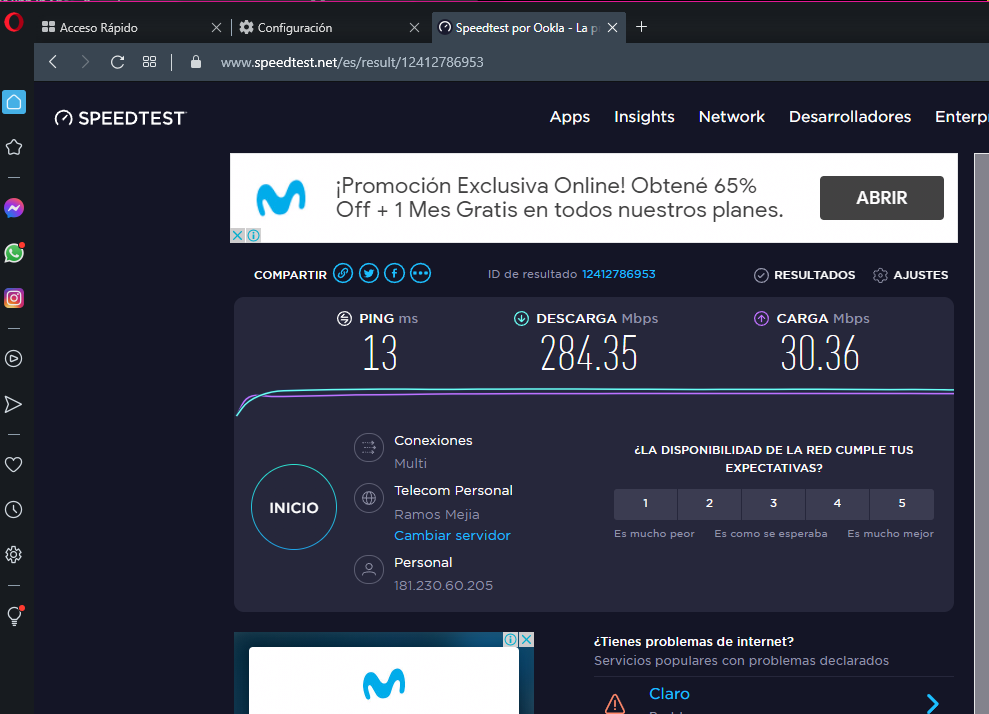 Acceso Rápido
Configuración
Speedtest por Ookla - La p
www.speedtest.net/es/result/12412786953
SPEEDTEST
Apps Insights Network Desarrolladores Enterp
¡Promoción Exclusiva Online! Obtené 65%
Off + 1 Mes Gratis en todos nuestros planes.
ABRIR
COMPARTIR
ID de resultado 12412786953
RESULTADOS
AJUSTES
PING ms
13
DESCARGA Mbps
284.35
CARGA Mbps
30.36
INICIO
Conexiones
Multi
Telecom Personal
Ramos Mejia
Cambiar servidor
Personal
181.230.60.205
¿LA DISPONIBILIDAD DE LA RED CUMPLE TUS
EXPECTATIVAS?
1 2 3 4 5
Es mucho peor Es como se esperaba Es mucho mejor
¿Tienes problemas de internet?
Servicios populares con problemas declarados
Claro